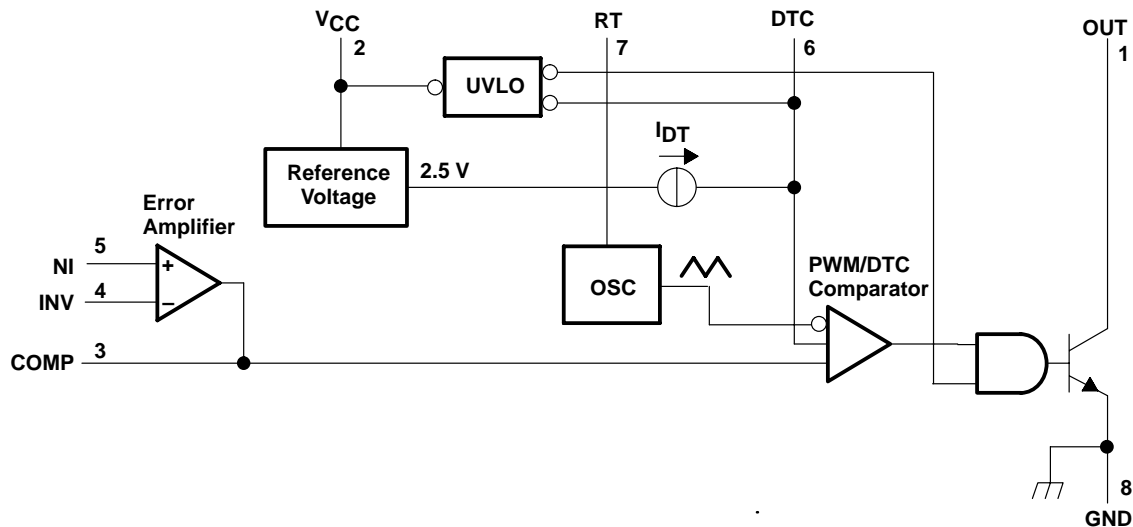 VCC
2
RT
7
DTC
6
OUT
1
UVLO
IDT
Reference
Voltage
2.5 V
Error
Amplifier
5
NI
+
4
INV
–
OSC
PWM/DTC
Comparator
3
COMP
8
GND